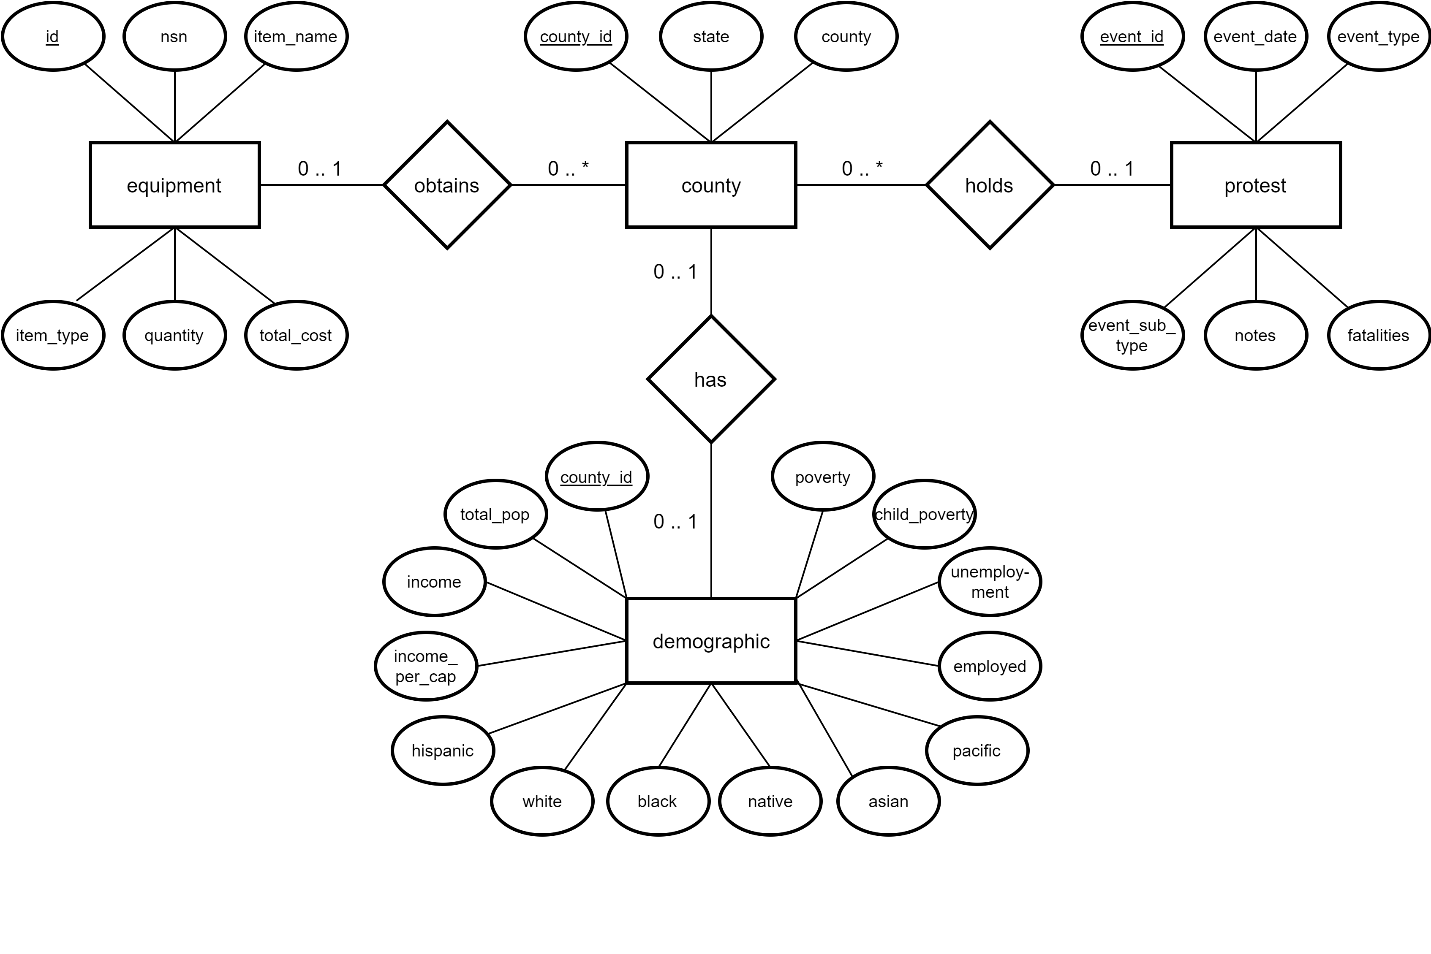 id
nsn
item_name
county_id
state
county
event_id
event_date
event_type
equipment
0 .. 1
obtains
0 .. *
county
0 .. *
holds
0 .. 1
protest
0 .. 1
item_type
quantity
total_cost
event_sub_
type
notes
fatalities
has
county_id
poverty
total_pop
0 .. 1
child_poverty
income
unemploy-
ment
demographic
income_
per_cap
employed
hispanic
pacific
white
black
native
asian